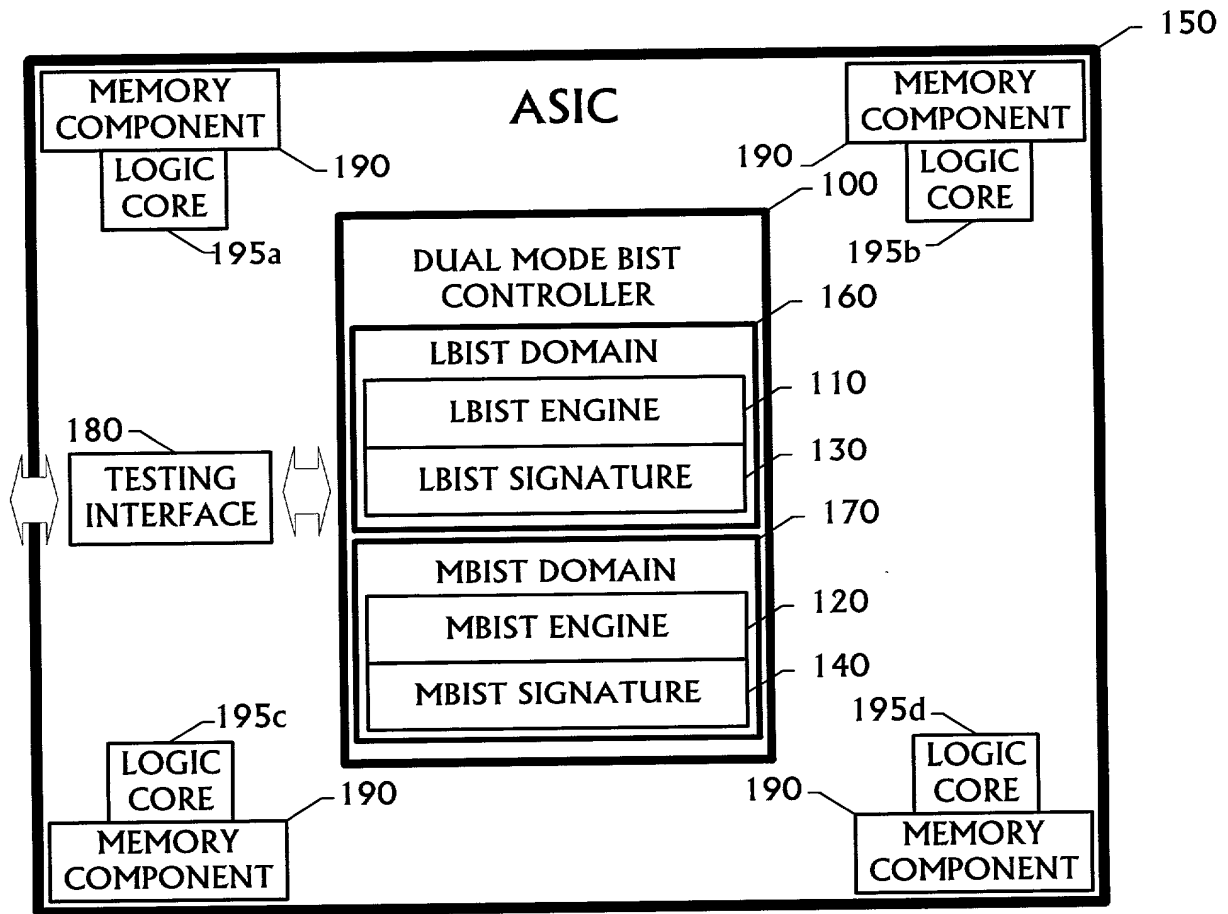 150
MEMORY
COMPONENT
ASIC
MEMORY
COMPONENT
190
LOGIC
CORE
190
LOGIC
CORE
100
195a
195b
DUAL MODE BIST
CONTROLLER
160
LBIST DOMAIN
110
LBIST ENGINE
180
130
TESTING
INTERFACE
LBIST SIGNATURE
170
MBIST DOMAIN
120
MBIST ENGINE
140
MBIST SIGNATURE
195c
195d
LOGIC
CORE
LOGIC
CORE
190
190
MEMORY
COMPONENT
MEMORY
COMPONENT